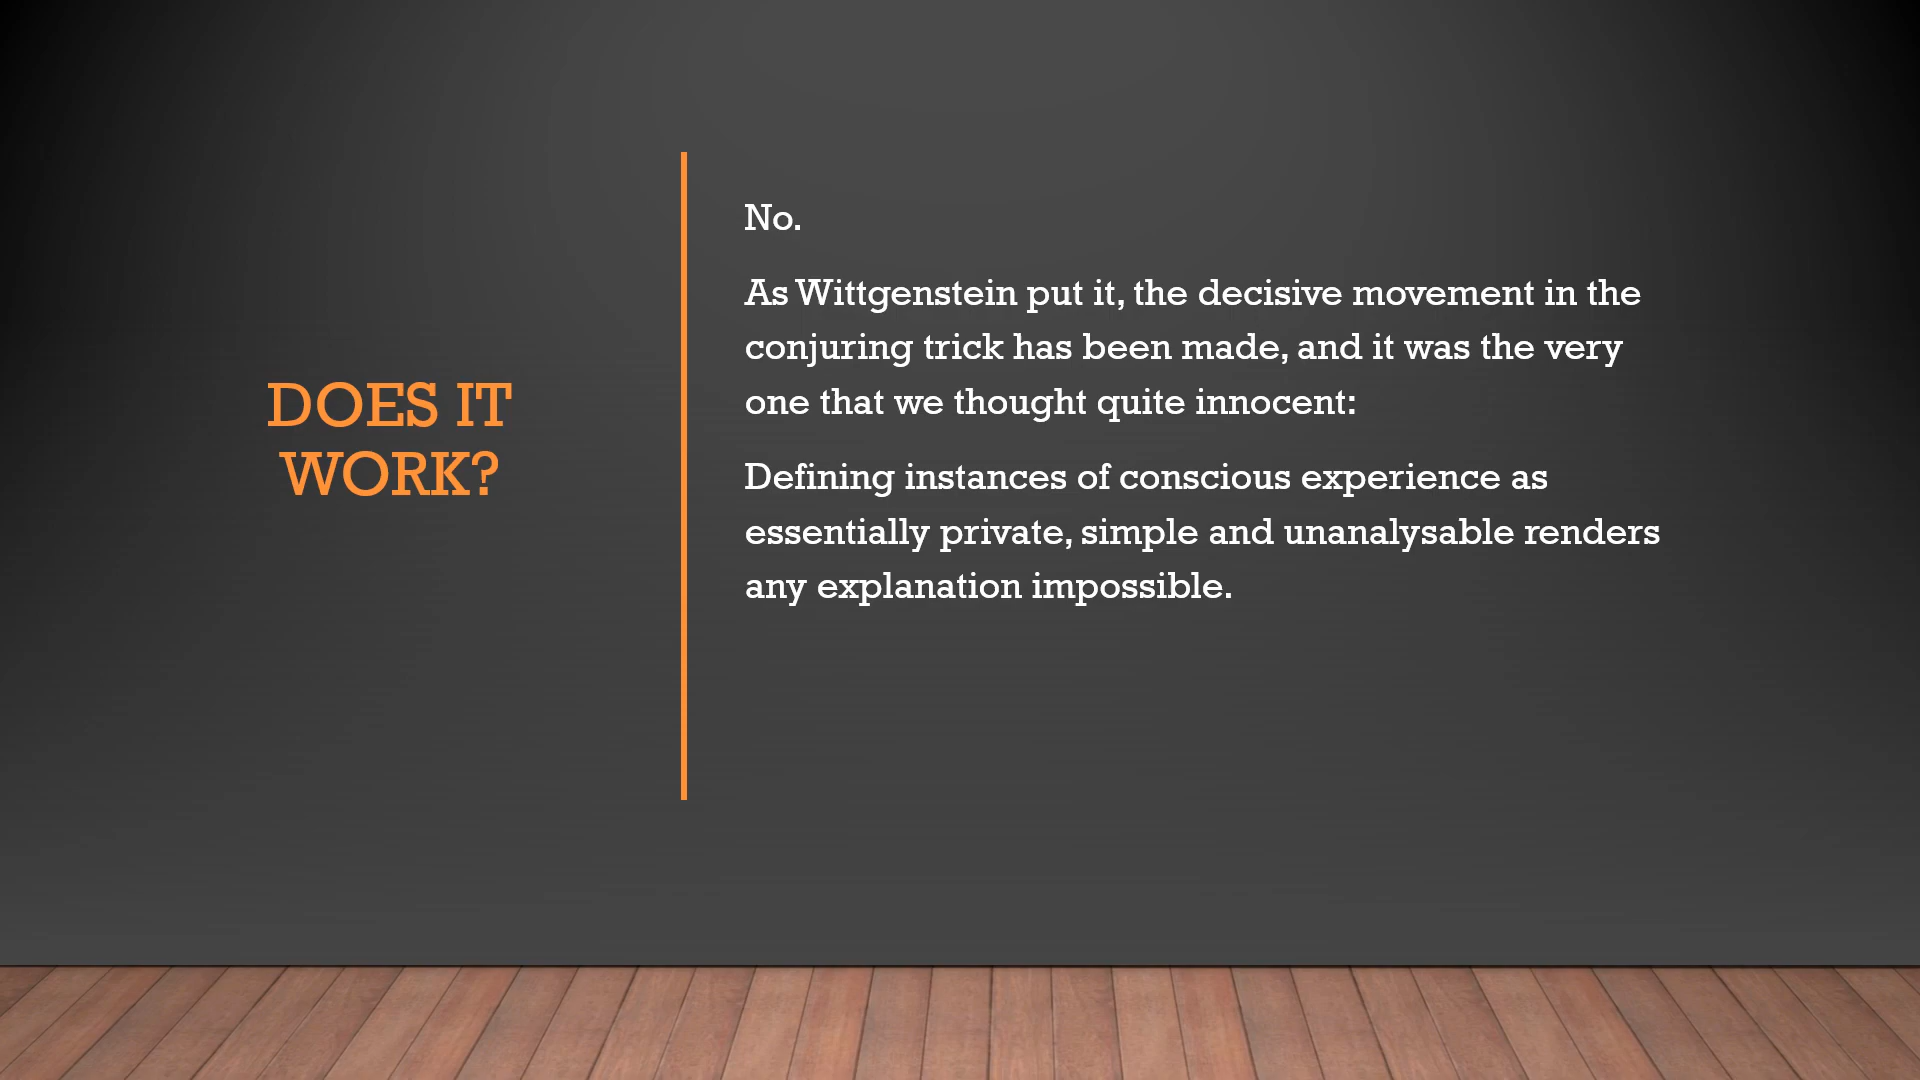 DOES IT
WORK?
No.
As Wittgenstein put it, the decisive movement in the
conjuring trick has been made, and it was the very
one that we thought quite innocent:
Defining instances of conscious experience as
essentially private, simple and unanalysable renders
any explanation impossible.